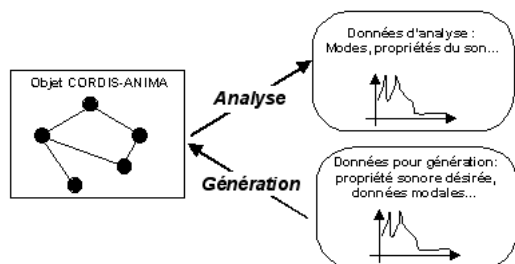 Objet CORDIS-ANIMA
Analyse
Génération
Données d'analyse :
Modes, propriétés du son...
Données pour génération:
propriété sonore désirée,
données modales...